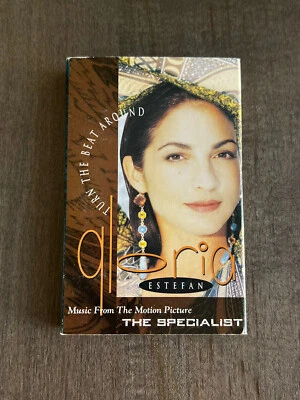 TURN THE BEAT AROUND
gloria
ESTEFAN
Music From The Motion Picture
THE SPECIALIST